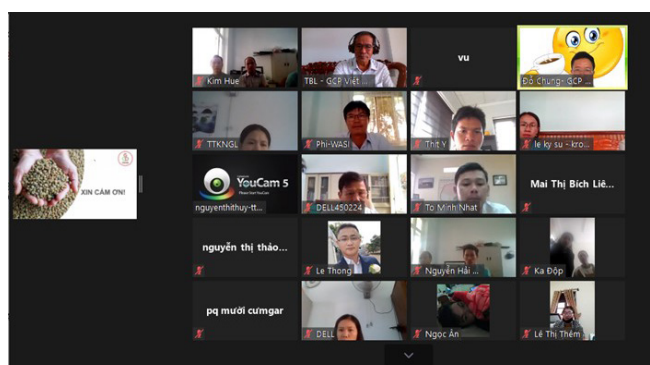 XIN CẢM ƠN!
Kim Hue
TBL - GCP Việt ...
vu
Đỗ Chung- GCP ...
TTKNGL
Phi-WASI
Thit Y
le ky su - kro...
YouCam 5
nguyenthithuy-tt...
DELL450224
To Minh Nhat
Mai Thị Bích Liê...
nguyễn thị thảo...
Le Thong
Nguyễn Hải ...
Ka Độp
pq mười cưmgar
DELL
Ngọc Ân
Lê Thị Thêm